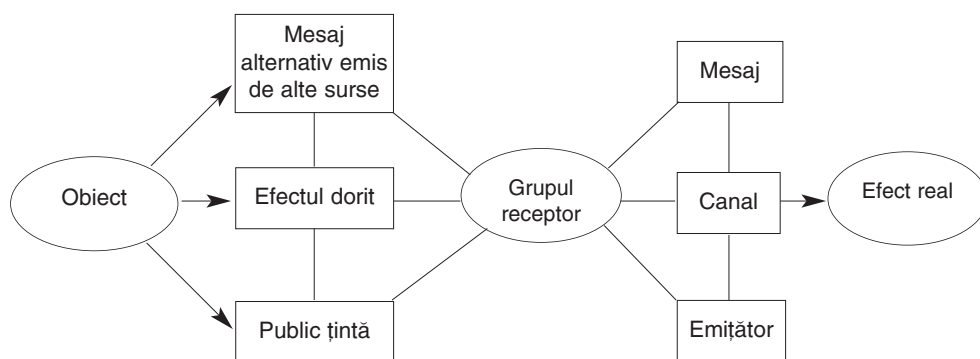 Mesaj
alternativ emis
de alte surse
Obiect
Efectul dorit
Public țintă
Grupul
receptor
Mesaj
Canal
Emițător
Efect real